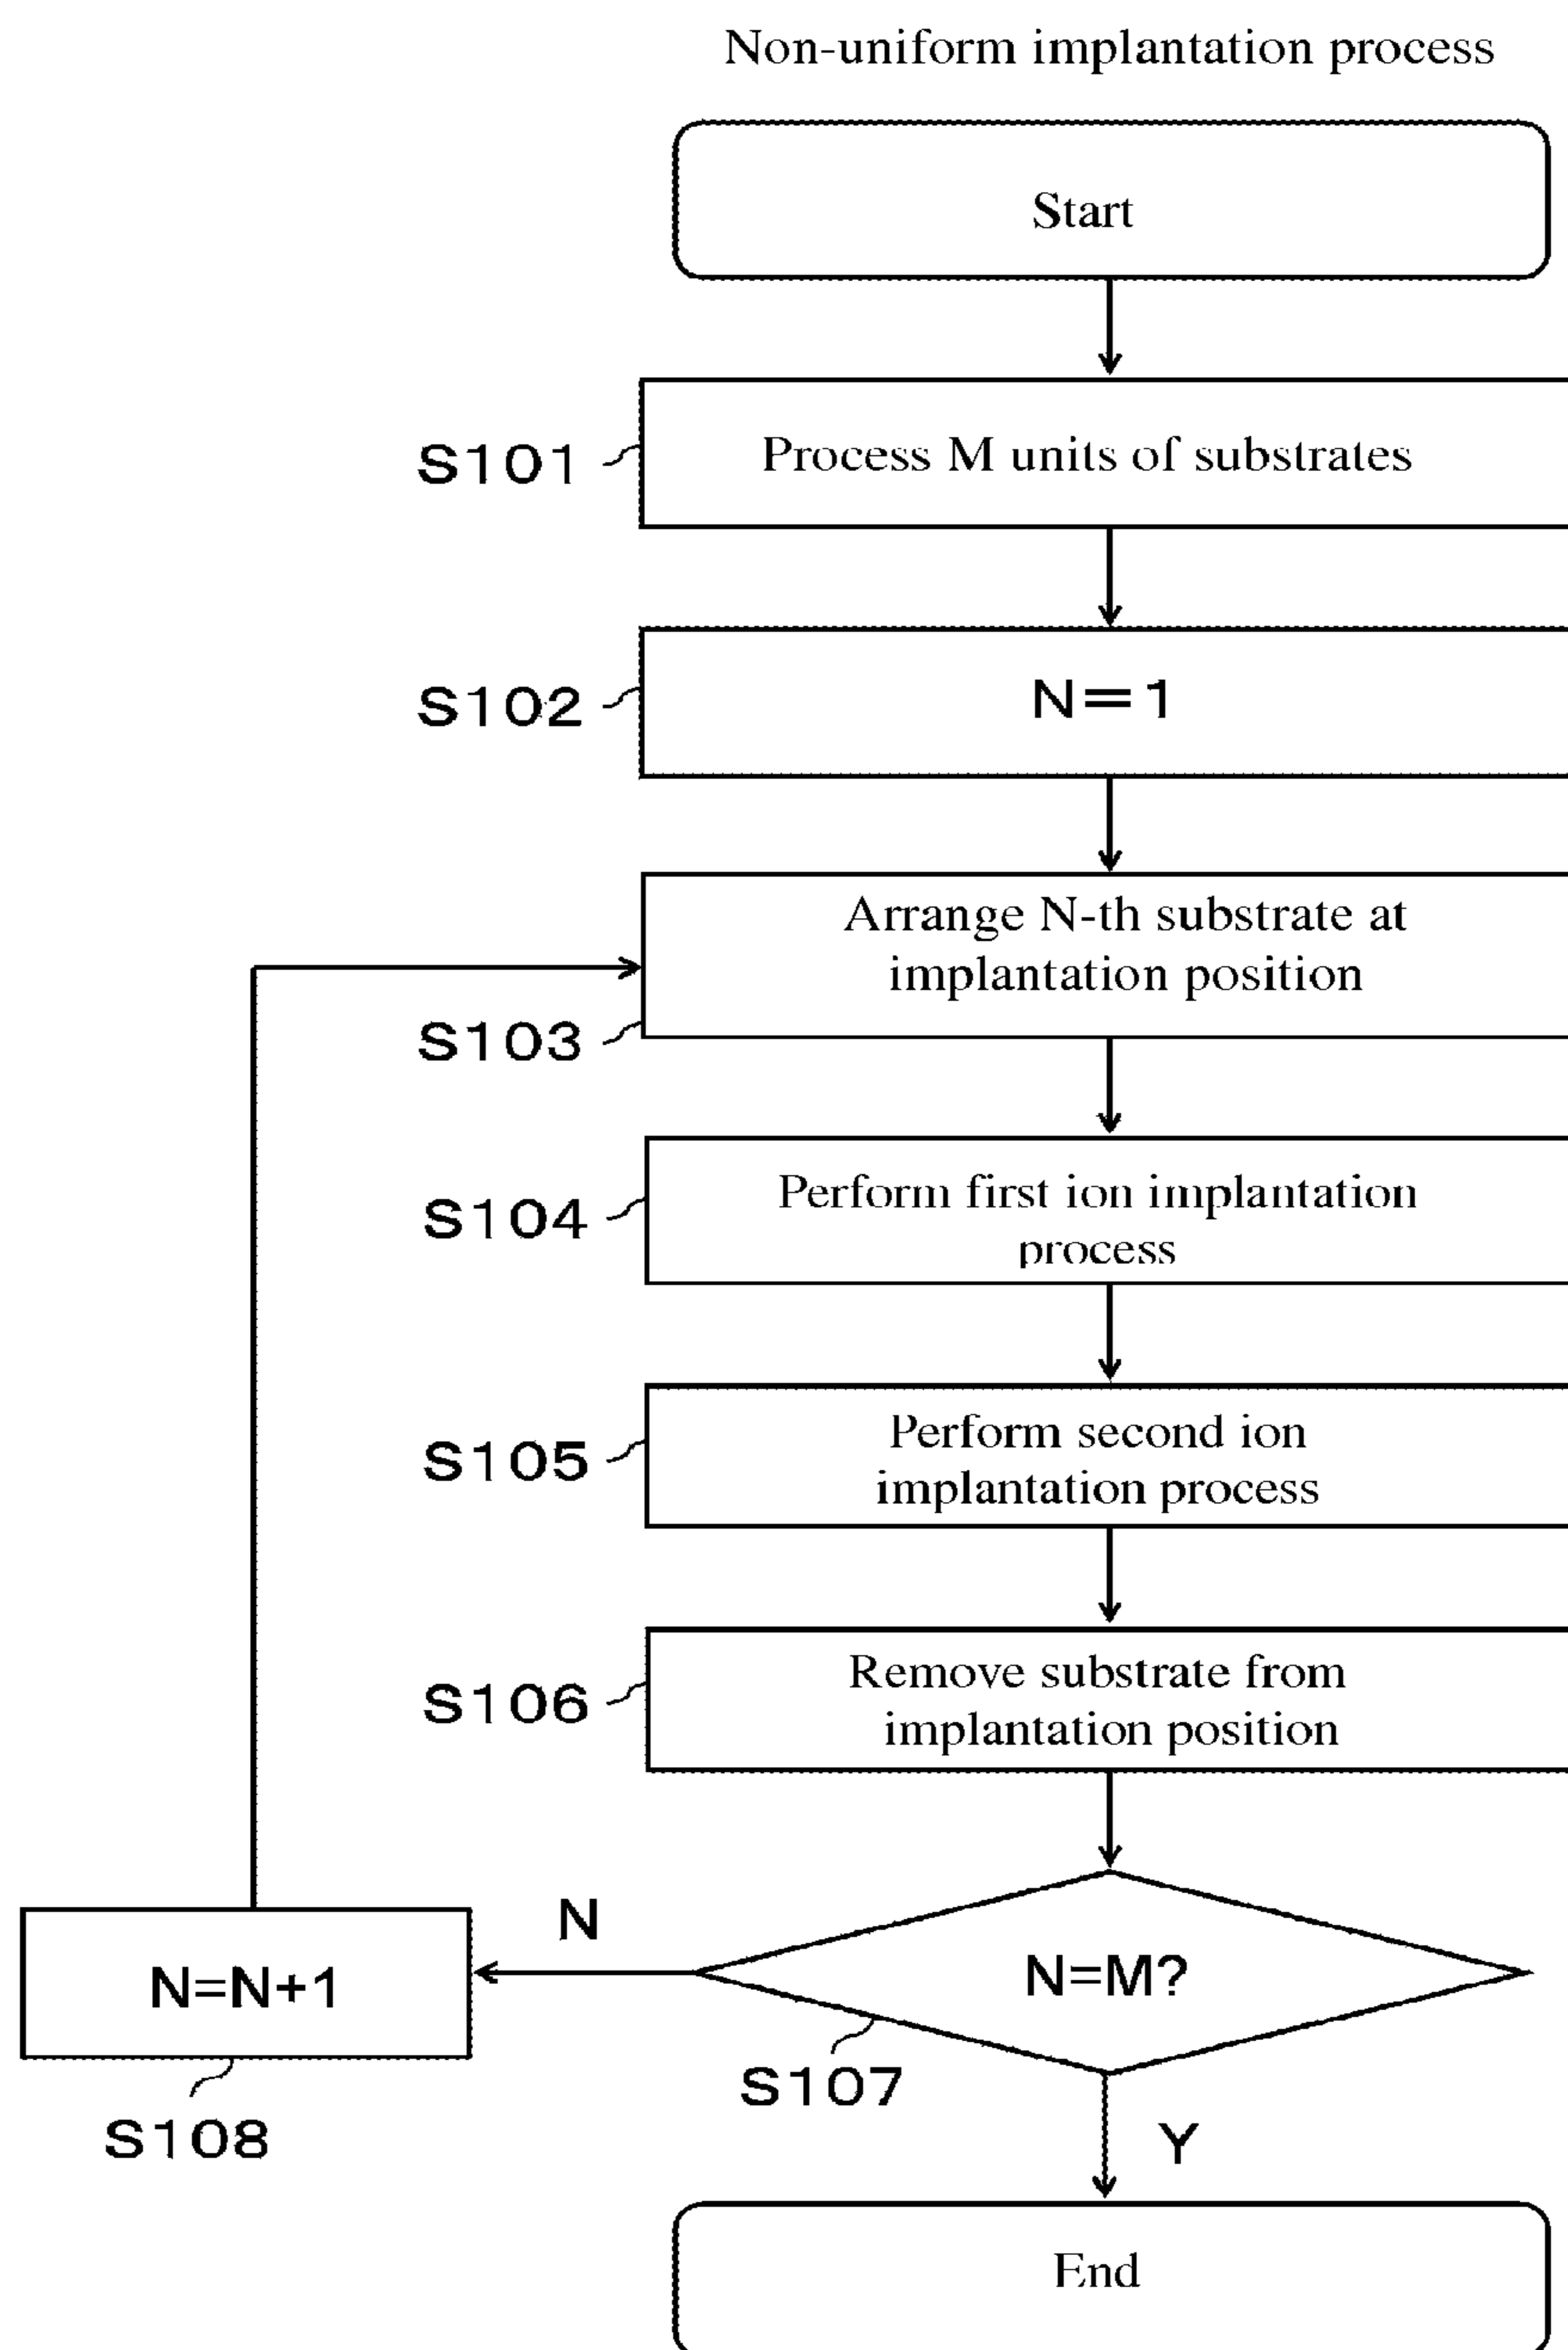 Non-uniform implantation process
Start
S101
Process M units of substrates
S102
N=1
Arrange N-th substrate at
implantation position
S103
S104
Perform first ion implantation
process
S105
Perform second ion
implantation process
S106
Remove substrate from
implantation position
N
N=M?
N=N+1
S107
S108
Y
End